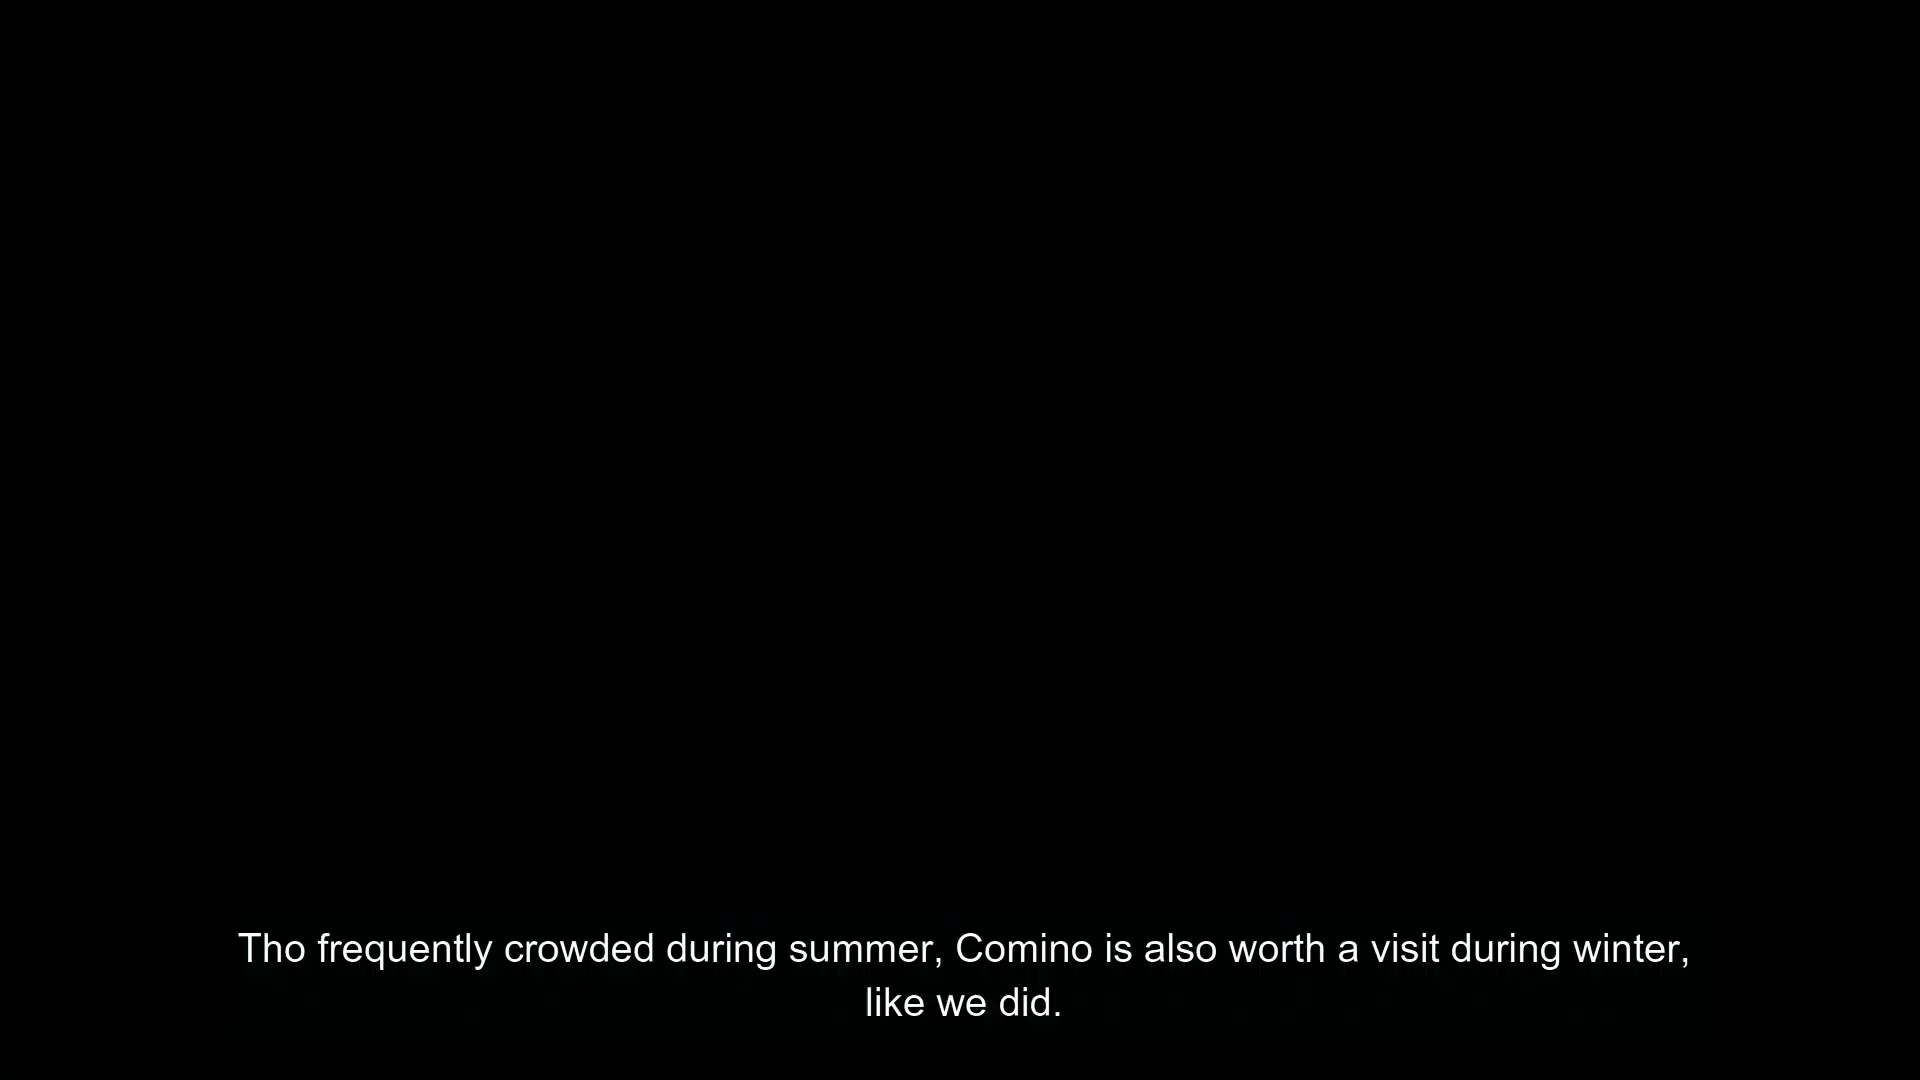 Tho frequently crowded during summer, Comino is also worth a visit during winter,
like we did.